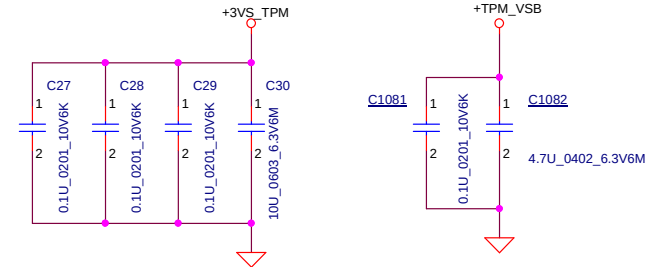 +3VS_TPM
+TPM_VSB
C27
C28
C29
C30
C1081
C1082
1
1
1
1
1
1
2
2
2
2
2
2
0.1U_0201_10V6K
0.1U_0201_10V6K
0.1U_0201_10V6K
10U_0603_6.3V6M
0.1U_0201_10V6K
4.7U_0402_6.3V6M